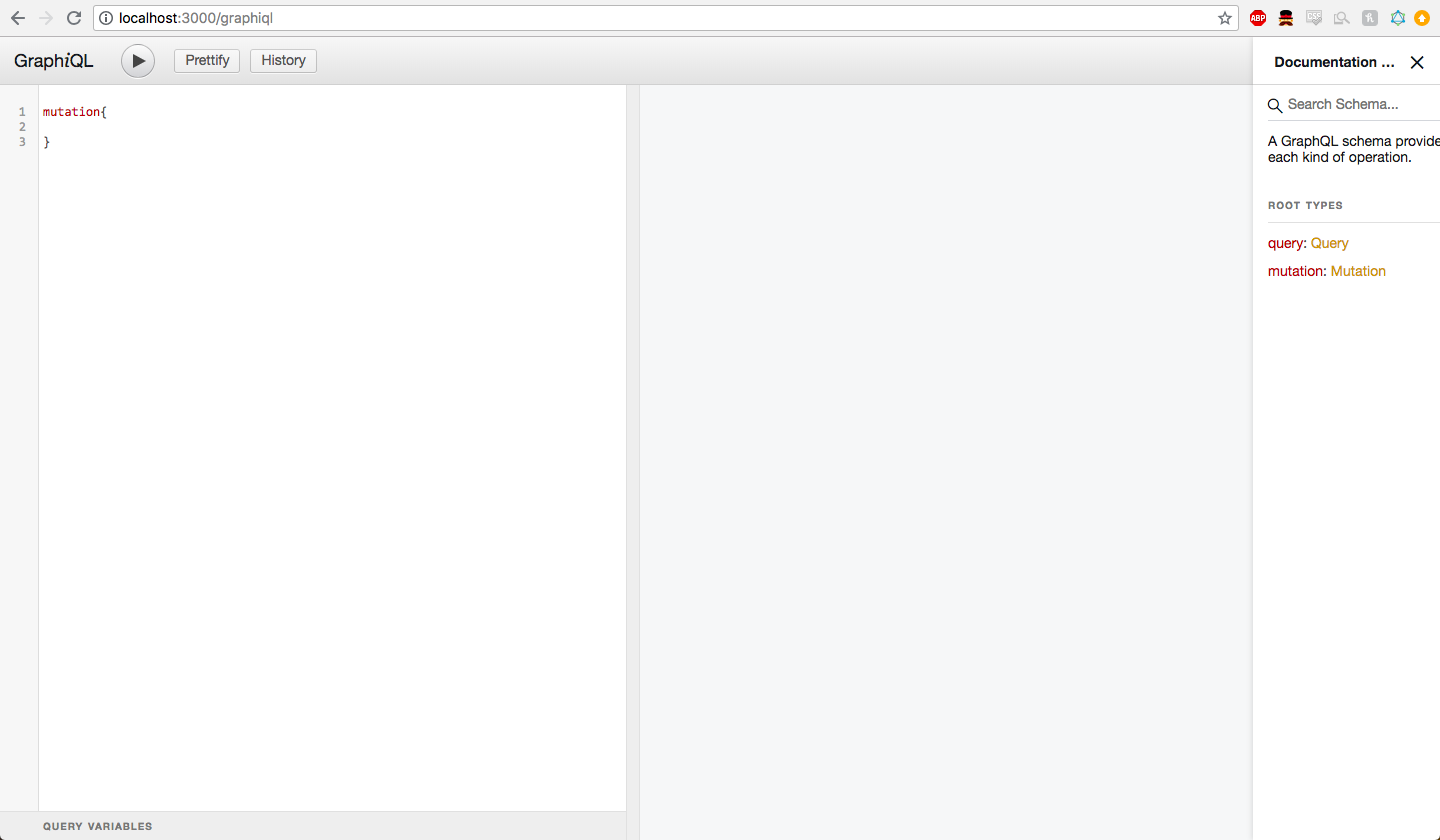 localhost:3000/graphiql
ABP
CSS
GraphiQL
Prettify
History
Documentation ...
1 mutation{
2
3 }
Search Schema...
A GraphQL schema provide
each kind of operation.
ROOT TYPES
query: Query
mutation: Mutation
QUERY VARIABLES